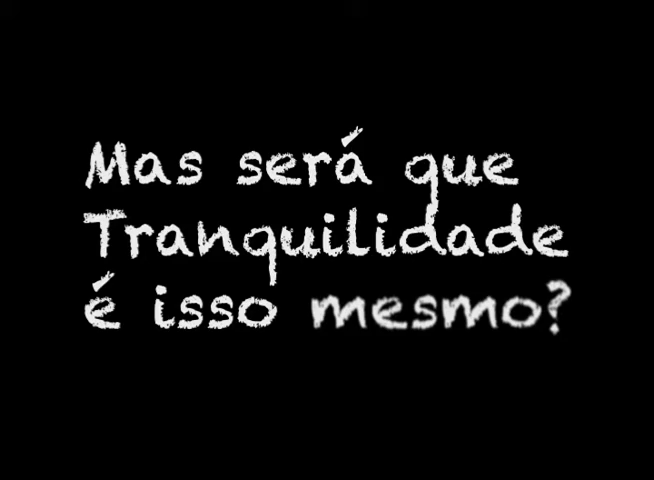 Mas será que
Tranquilidade
é isso mesmo?